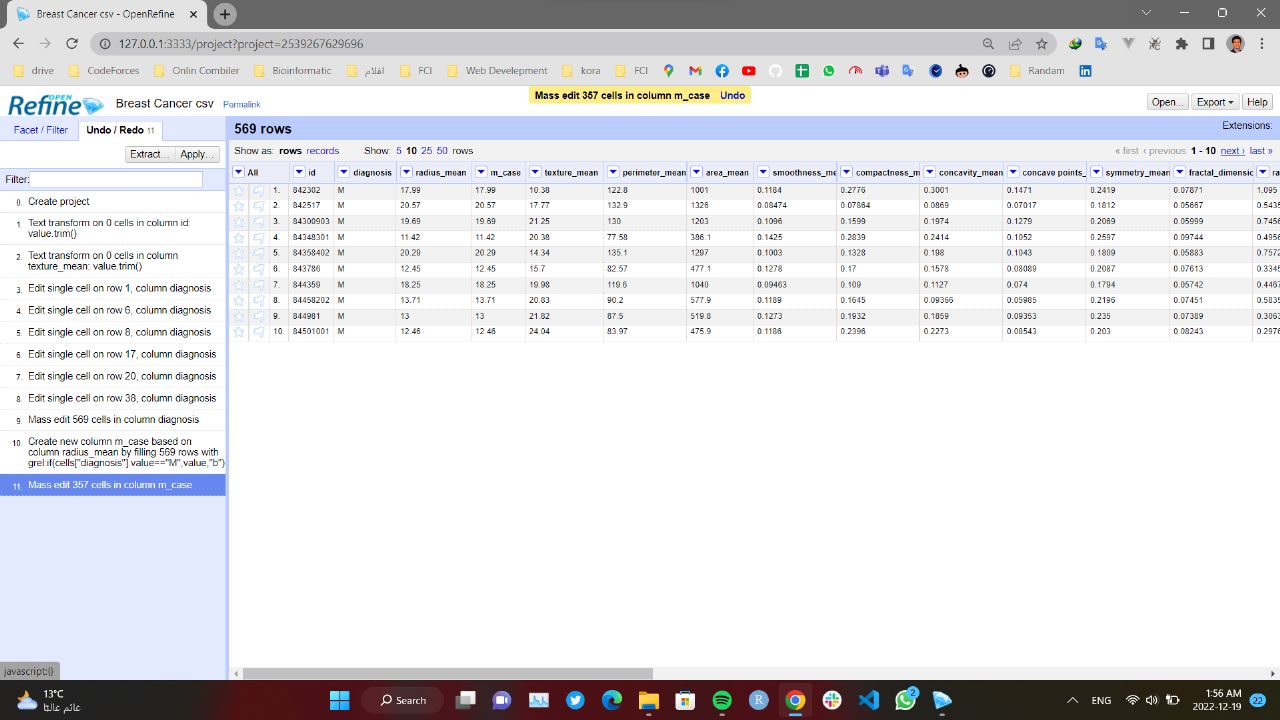 Breast Cancer csv - OpenRefine
127.0.0.1:3333/project?project=2539267629696
drip CodeForces Onlin Combiler Bioinformatic افلام FCI Web Develepment kora FCI Randam
OPEN
Refine Breast Cancer csv Permalink
Mass edit 357 cells in column m_case Undo
Open... Export Help
Facet / Filter Undo / Redo 11
569 rows
Extensions:
Extract... Apply...
Show as: rows records Show: 5 10 25 50 rows
« first ‹ previous 1 - 10 next › last »
Filter:
0. Create project
1. Text transform on 0 cells in column id:
value.trim()
2. Text transform on 0 cells in column
texture_mean: value.trim()
3. Edit single cell on row 1, column diagnosis
4. Edit single cell on row 6, column diagnosis
5. Edit single cell on row 8, column diagnosis
6. Edit single cell on row 17, column diagnosis
7. Edit single cell on row 20, column diagnosis
8. Edit single cell on row 38, column diagnosis
9. Mass edit 569 cells in column diagnosis
10. Create new column m_case based on
column radius_mean by filling 569 rows with
grel:if(cells["diagnosis"].value=="M",value,"b")
11. Mass edit 357 cells in column m_case
All id diagnosis radius_mean m_case texture_mean perimeter_mean area_mean smoothness_me compactness_m concavity_mean concave points_ symmetry_mean fractal_dimensio ra
1. 842302 M 17.99 17.99 10.38 122.8 1001 0.1184 0.2776 0.3001 0.1471 0.2419 0.07871 1.095
2. 842517 M 20.57 20.57 17.77 132.9 1326 0.08474 0.07864 0.0869 0.07017 0.1812 0.05667 0.5435
3. 84300903 M 19.69 19.69 21.25 130 1203 0.1096 0.1599 0.1974 0.1279 0.2069 0.05999 0.7456
4. 84348301 M 11.42 11.42 20.38 77.58 386.1 0.1425 0.2839 0.2414 0.1052 0.2597 0.09744 0.4956
5. 84358402 M 20.29 20.29 14.34 135.1 1297 0.1003 0.1328 0.198 0.1043 0.1809 0.05883 0.7572
6. 843786 M 12.45 12.45 15.7 82.57 477.1 0.1278 0.17 0.1578 0.08089 0.2087 0.07613 0.3345
7. 844359 M 18.25 18.25 19.98 119.6 1040 0.09463 0.109 0.1127 0.074 0.1794 0.05742 0.4467
8. 84458202 M 13.71 13.71 20.83 90.2 577.9 0.1189 0.1645 0.09366 0.05985 0.2196 0.07451 0.5835
9. 844981 M 13 13 21.82 87.5 519.8 0.1273 0.1932 0.1859 0.09353 0.235 0.07389 0.3063
10. 84501001 M 12.46 12.46 24.04 83.97 475.9 0.1186 0.2396 0.2273 0.08543 0.203 0.08243 0.2976
javascript:{}
13°C
غائم غالبًا
Search
2
ENG
1:56 AM
2022-12-19
22